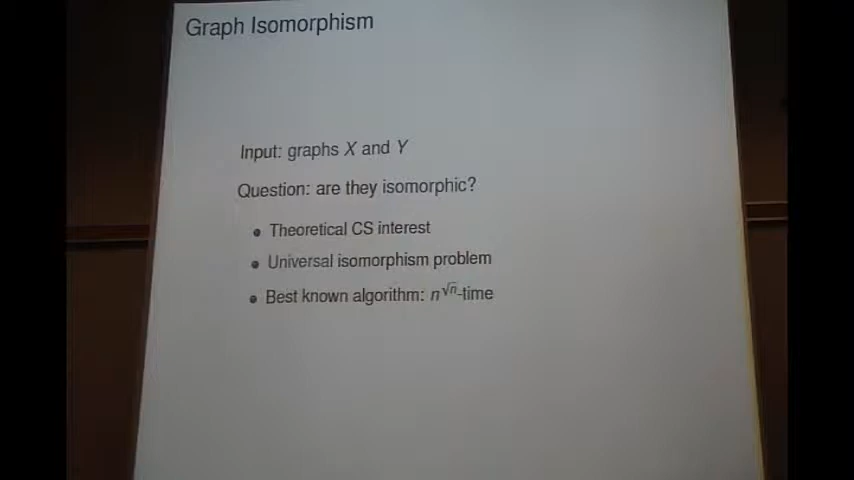 Graph Isomorphism
Input: graphs X and Y
Question: are they isomorphic?
• Theoretical CS interest
• Universal isomorphism problem
• Best known algorithm: n^√n-time